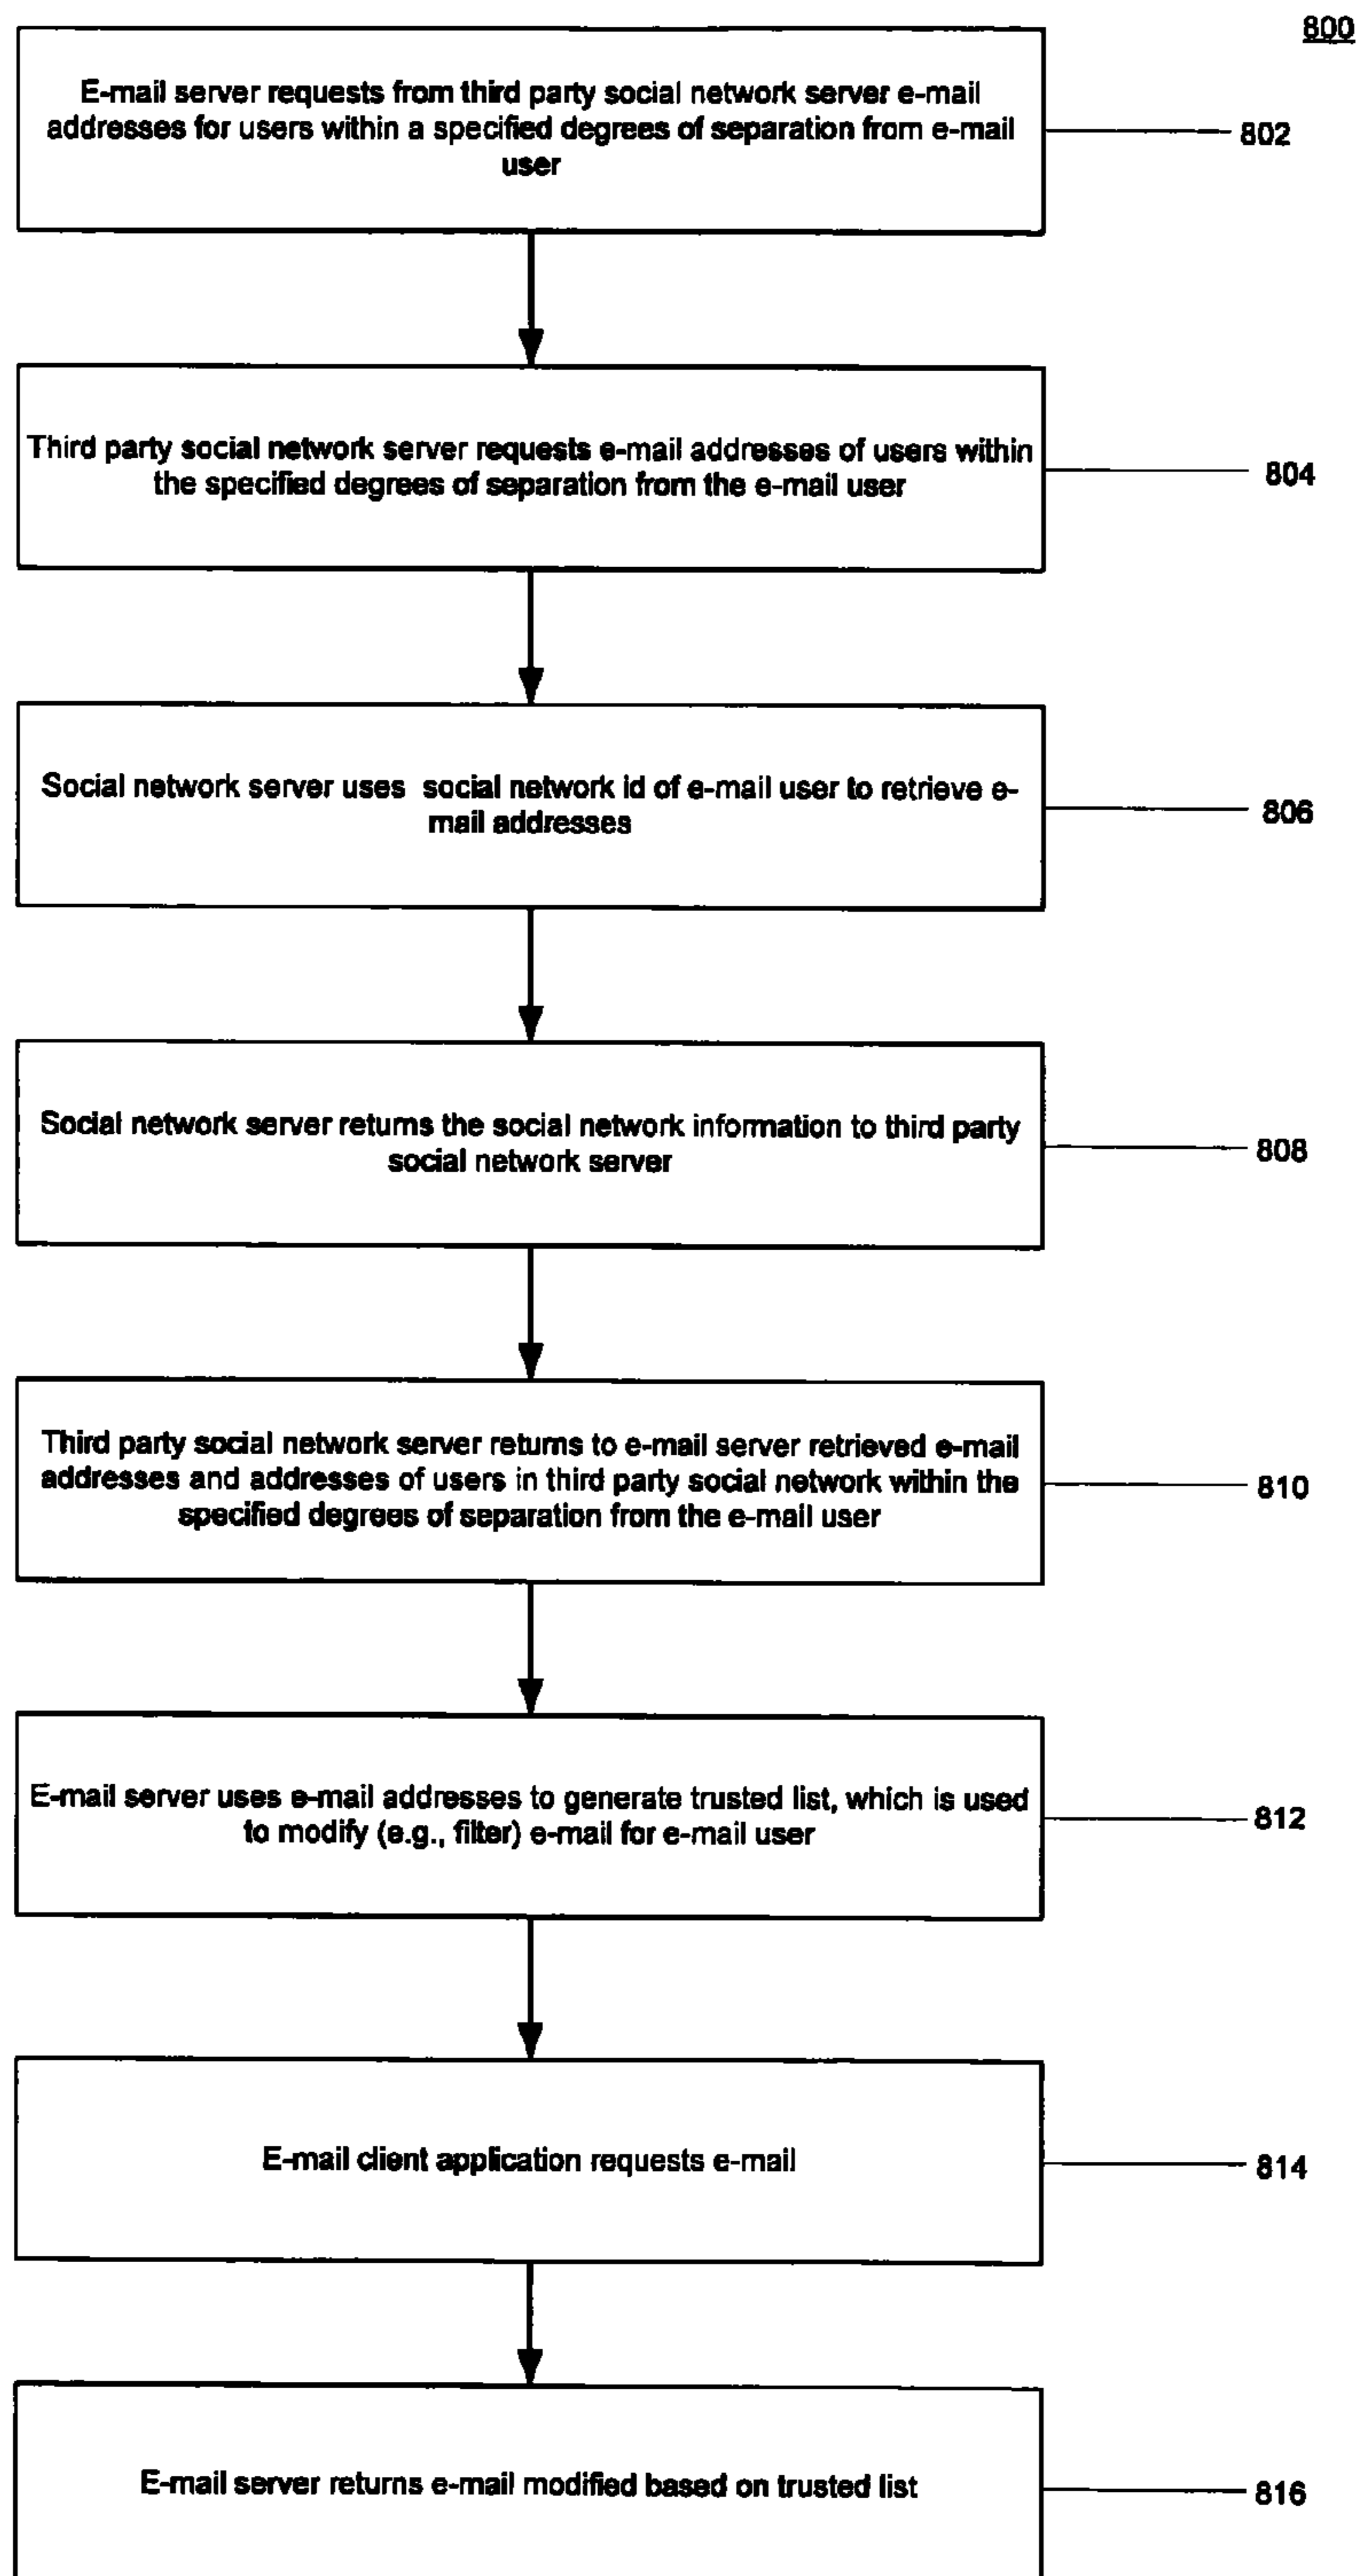 800
E-mail server requests from third party social network server e-mail
addresses for users within a specified degrees of separation from e-mail
user
802
Third party social network server requests e-mail addresses of users within
the specified degrees of separation from the e-mail user
804
Social network server uses social network id of e-mail user to retrieve e-
mail addresses
806
Social network server returns the social network information to third party
social network server
808
Third party social network server returns to e-mail server retrieved e-mail
addresses and addresses of users in third party social network within the
specified degrees of separation from the e-mail user
810
E-mail server uses e-mail addresses to generate trusted list, which is used
to modify (e.g., filter) e-mail for e-mail user
812
E-mail client application requests e-mail
814
E-mail server returns e-mail modified based on trusted list
816